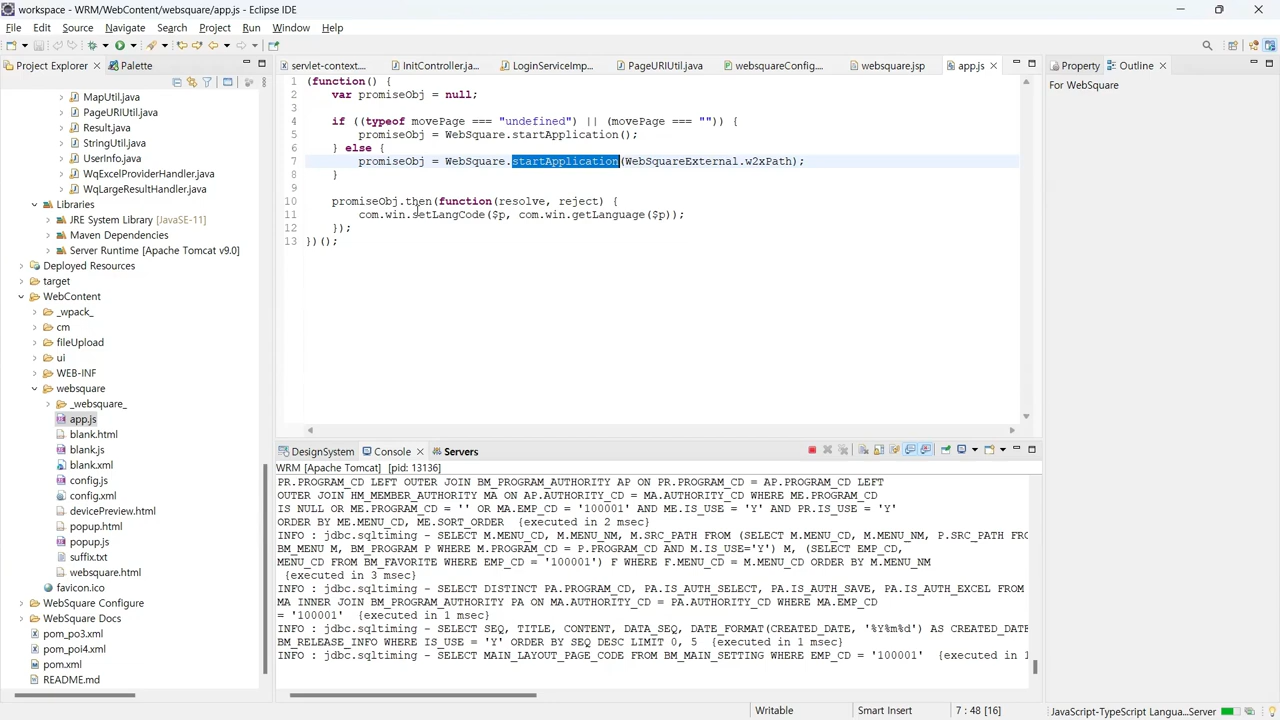 workspace - WRM/WebContent/websquare/app.js - Eclipse IDE
File Edit Source Navigate Search Project Run Window Help
Project Explorer
Palette
servlet-context....
InitController.ja...
LoginServiceImp...
PageURIUtil.java
websquareConfig....
websquare.jsp
app.js
Property
Outline
For WebSquare
MapUtil.java
PageURIUtil.java
Result.java
StringUtil.java
UserInfo.java
WqExcelProviderHandler.java
WqLargeResultHandler.java
Libraries
JRE System Library [JavaSE-11]
Maven Dependencies
Server Runtime [Apache Tomcat v9.0]
Deployed Resources
target
WebContent
_wpack_
cm
fileUpload
ui
WEB-INF
websquare
_websquare_
app.js
blank.html
blank.js
blank.xml
config.js
config.xml
devicePreview.html
popup.html
popup.js
suffix.txt
websquare.html
favicon.ico
WebSquare Configure
WebSquare Docs
pom_po3.xml
pom_poi4.xml
pom.xml
README.md
1 (function() {
2 var promiseObj = null;
3
4 if ((typeof movePage === "undefined") || (movePage === "")) {
5 promiseObj = WebSquare.startApplication();
6 } else {
7 promiseObj = WebSquare.startApplication(WebSquareExternal.w2xPath);
8 }
9
10 promiseObj.then(function(resolve, reject) {
11 com.win.setLangCode($p, com.win.getLanguage($p));
12 });
13 })();
DesignSystem
Console
Servers
WRM [Apache Tomcat] [pid: 13136]
PR.PROGRAM_CD LEFT OUTER JOIN BM_PROGRAM_AUTHORITY AP ON PR.PROGRAM_CD = AP.PROGRAM_CD LEFT
OUTER JOIN HM_MEMBER_AUTHORITY MA ON AP.AUTHORITY_CD = MA.AUTHORITY_CD WHERE ME.PROGRAM_CD
IS NULL OR ME.PROGRAM_CD = '' OR MA.EMP_CD = '100001' AND ME.IS_USE = 'Y' AND PR.IS_USE = 'Y'
ORDER BY ME.MENU_CD, ME.SORT_ORDER {executed in 2 msec}
INFO : jdbc.sqltiming - SELECT M.MENU_CD, M.MENU_NM, M.SRC_PATH FROM (SELECT M.MENU_CD, M.MENU_NM, P.SRC_PATH FRO
BM_MENU M, BM_PROGRAM P WHERE M.PROGRAM_CD = P.PROGRAM_CD AND M.IS_USE='Y') M, (SELECT EMP_CD,
MENU_CD FROM BM_FAVORITE WHERE EMP_CD = '100001') F WHERE F.MENU_CD = M.MENU_CD ORDER BY M.MENU_NM
{executed in 3 msec}
INFO : jdbc.sqltiming - SELECT DISTINCT PA.PROGRAM_CD, PA.IS_AUTH_SELECT, PA.IS_AUTH_SAVE, PA.IS_AUTH_EXCEL FROM
MA INNER JOIN BM_PROGRAM_AUTHORITY PA ON MA.AUTHORITY_CD = PA.AUTHORITY_CD WHERE MA.EMP_CD
= '100001' {executed in 1 msec}
INFO : jdbc.sqltiming - SELECT SEQ, TITLE, CONTENT, DATA_SEQ, DATE_FORMAT(CREATED_DATE, '%Y%m%d') AS CREATED_DATE
BM_RELEASE_INFO WHERE IS_USE = 'Y' ORDER BY SEQ DESC LIMIT 0, 5 {executed in 1 msec}
INFO : jdbc.sqltiming - SELECT MAIN_LAYOUT_PAGE_CODE FROM BM_MAIN_SETTING WHERE EMP_CD = '100001' {executed in 1
Writable
Smart Insert
7 : 48 [16]
JavaScript-TypeScript Langua...Server